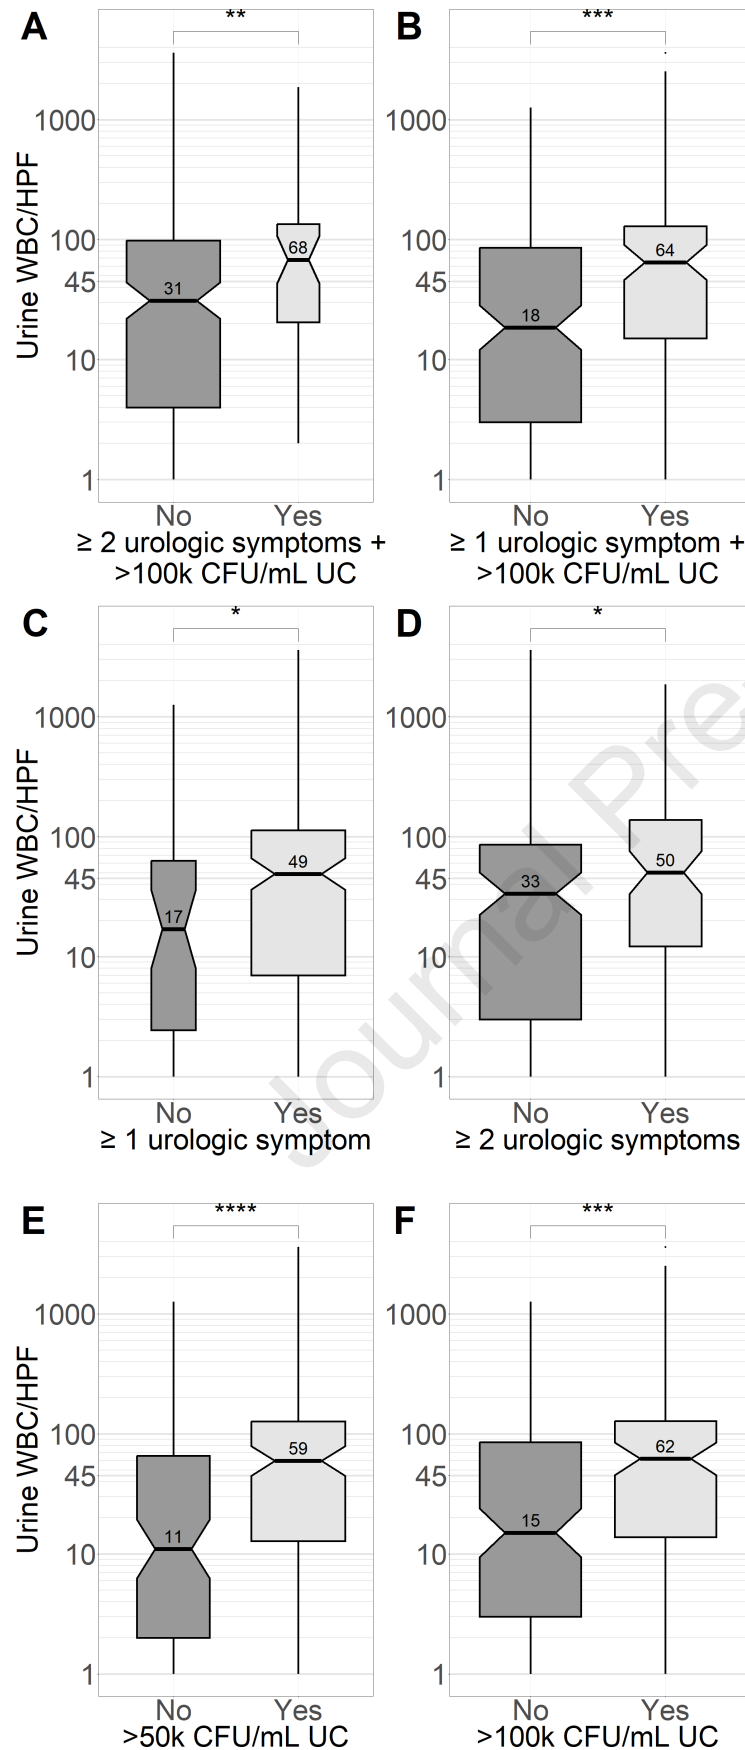 A
**
B
***
Urine WBC/HPF
1000
100
45
10
1
31
68
No
Yes
≥ 2 urologic symptoms +
>100k CFU/mL UC
1000
100
45
10
1
18
64
No
Yes
≥ 1 urologic symptom +
>100k CFU/mL UC
C
*
D
*
Urine WBC/HPF
1000
100
45
10
1
17
49
No
Yes
≥ 1 urologic symptom
1000
100
45
10
1
33
50
No
Yes
≥ 2 urologic symptoms
Journal Pre
E
****
F
***
Urine WBC/HPF
1000
100
45
10
1
11
59
No
Yes
>50k CFU/mL UC
1000
100
45
10
1
15
62
No
Yes
>100k CFU/mL UC